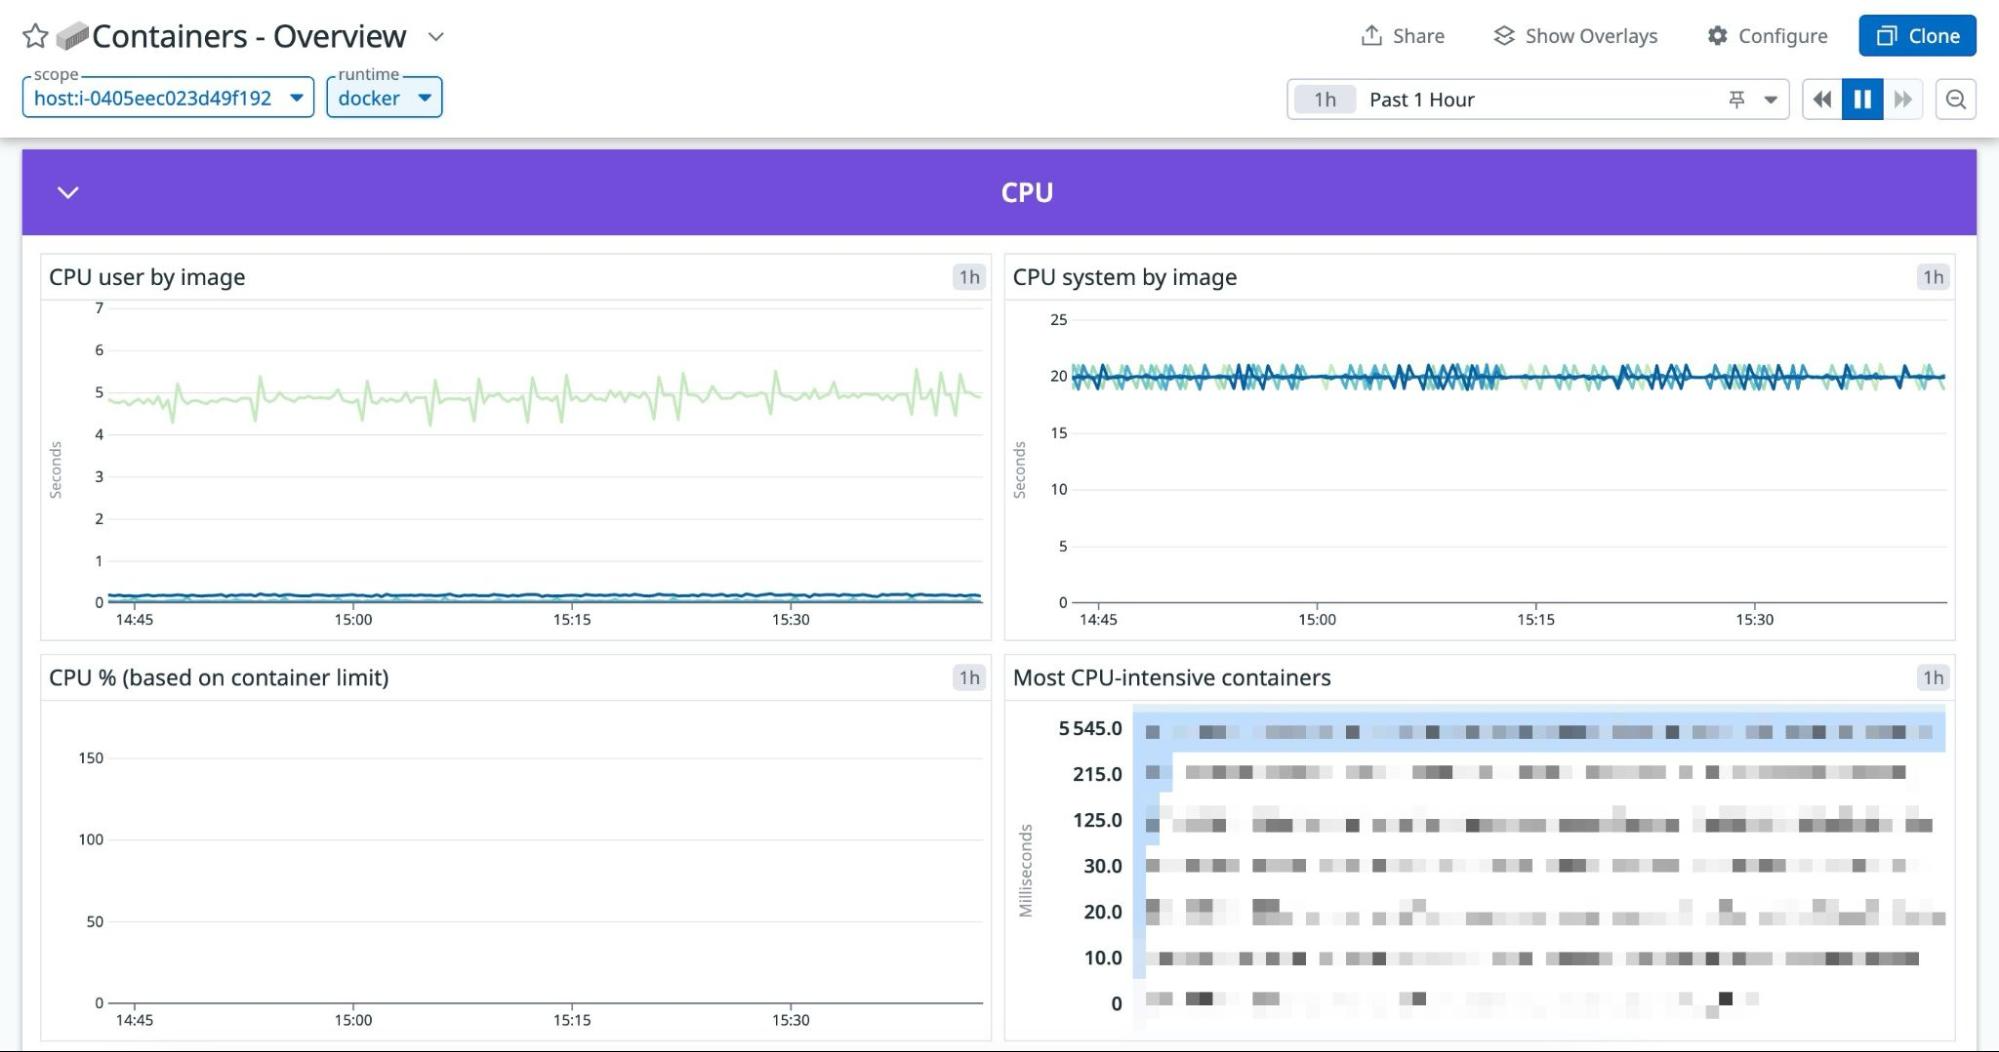 Containers - Overview
Share
Show Overlays
Configure
Clone
scope
host:i-0405eec023d49f192
runtime
docker
1h
Past 1 Hour
CPU
CPU user by image
1h
7
6
5
4
3
2
1
0
Seconds
14:45
15:00
15:15
15:30
CPU system by image
1h
25
20
15
10
5
0
Seconds
14:45
15:00
15:15
15:30
CPU % (based on container limit)
1h
150
100
50
0
14:45
15:00
15:15
15:30
Most CPU-intensive containers
1h
Milliseconds
5 545.0
215.0
125.0
30.0
20.0
10.0
0